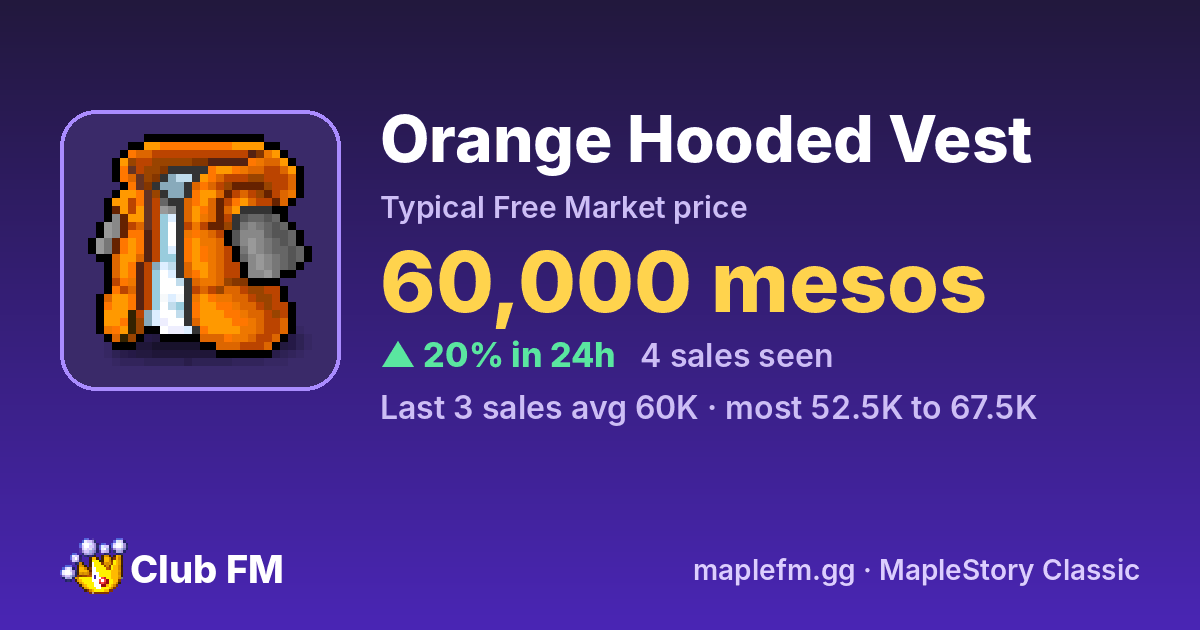 Orange Hooded Vest
Typical Free Market price
60,000 mesos
▲ 20% in 24h 4 sales seen
Last 3 sales avg 60K · most 52.5K to 67.5K
Club FM
maplefm.gg · MapleStory Classic